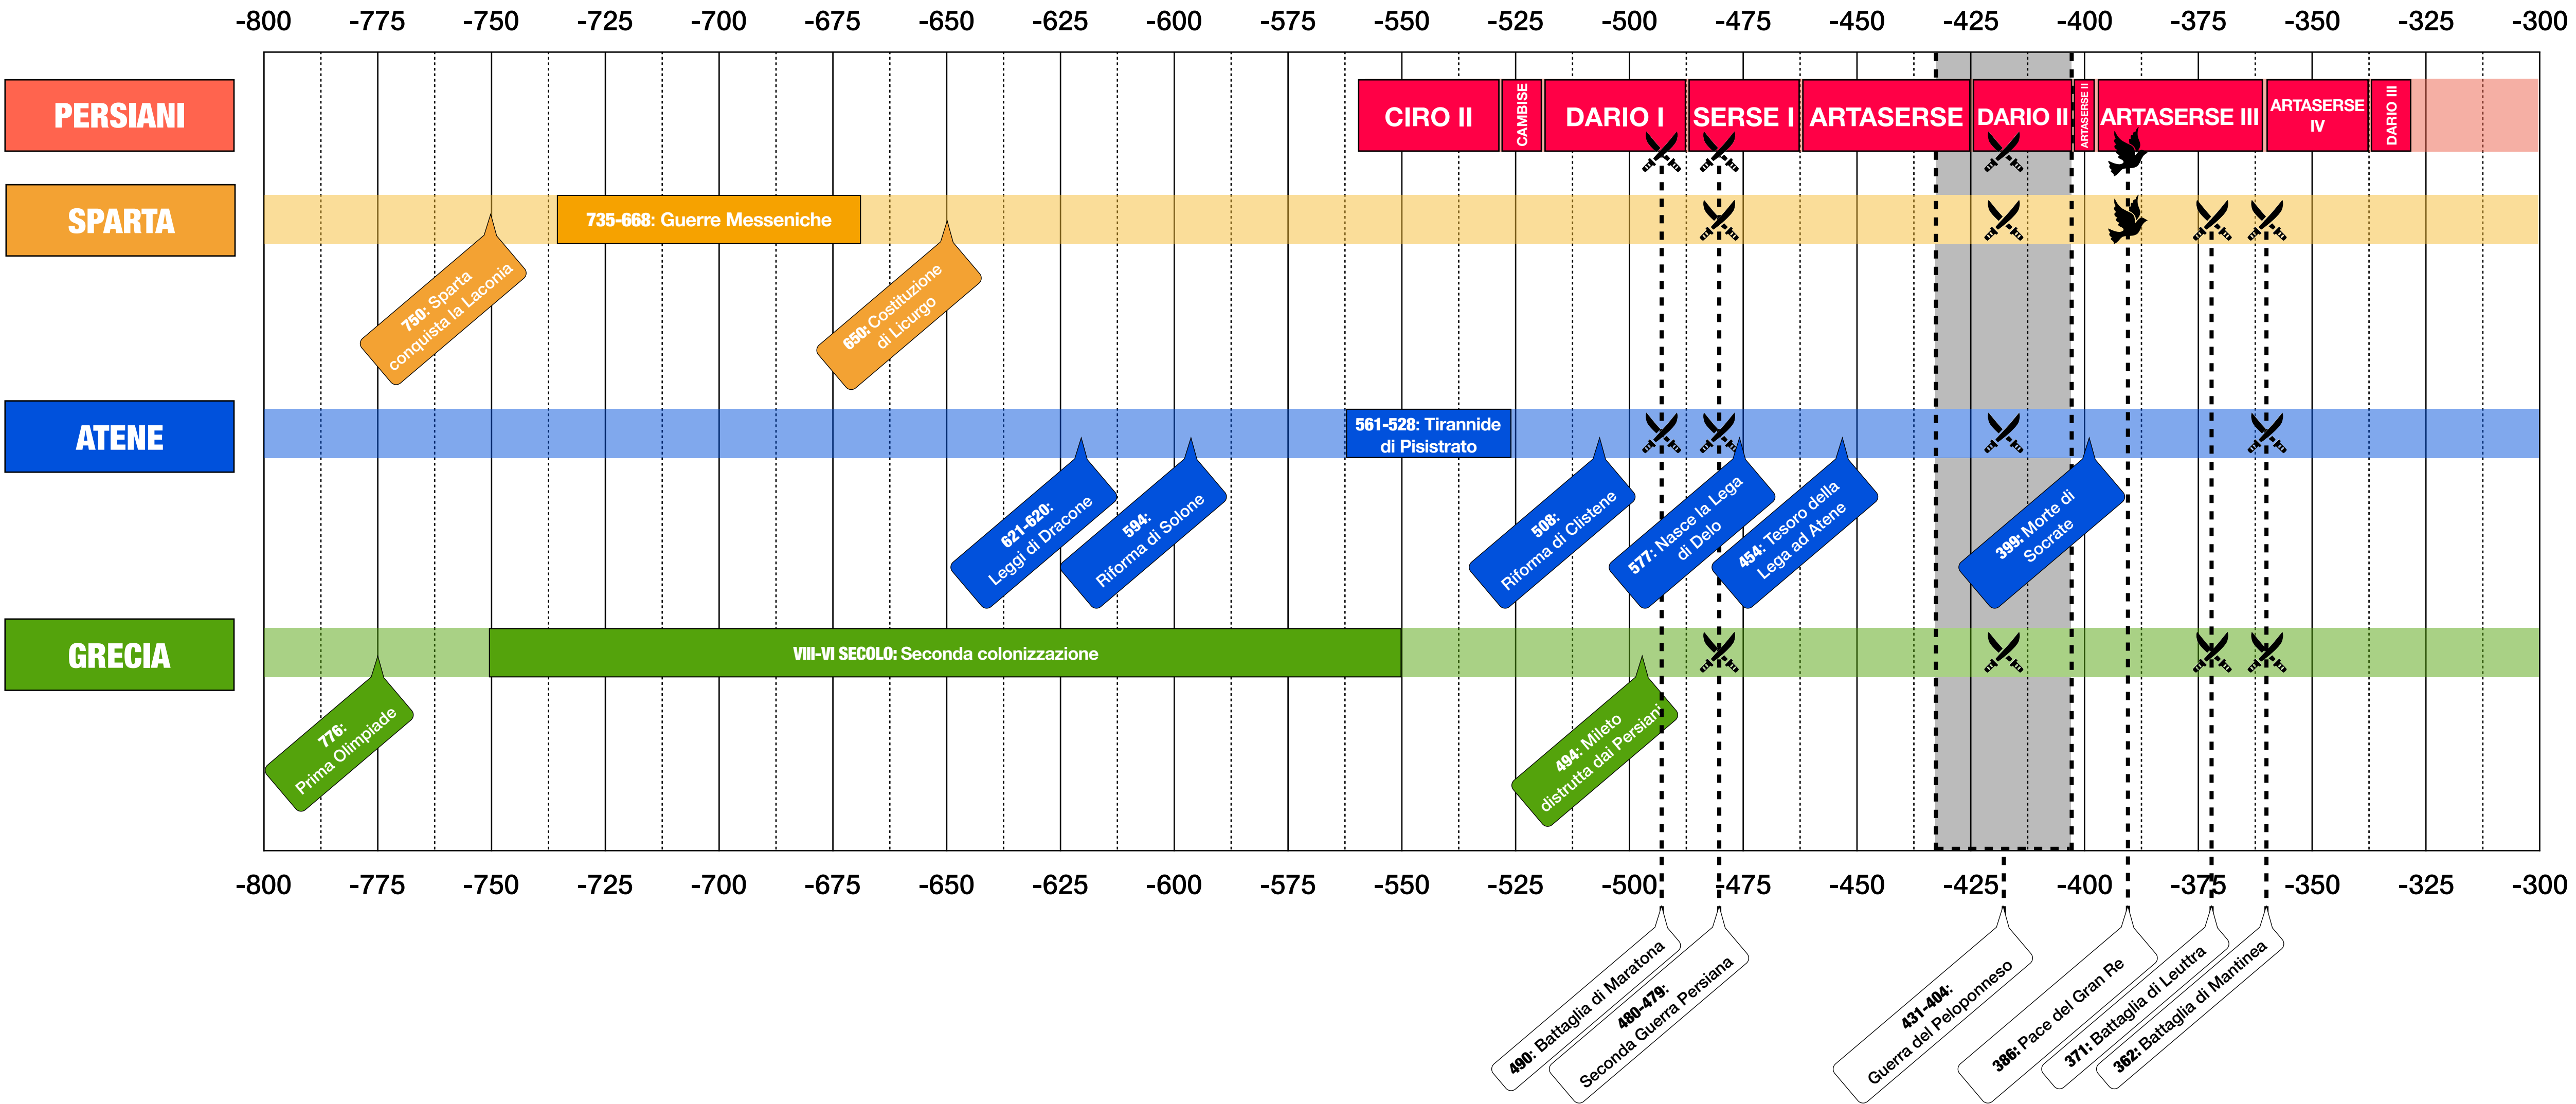 -800 -775 -750 -725 -700 -675 -650 -625 -600 -575 -550 -525 -500 -475 -450 -425 -400 -375 -350 -325 -300
PERSIANI
CIRO II
CAMBISE
DARIO I
SERSE I
ARTASERSE
DARIO II
ARTASERSE II
ARTASERSE III
ARTASERSE
IV
DARIO III
SPARTA
735-668: Guerre Messeniche
750: Sparta
conquista la Laconia
650: Costituzione
di Licurgo
ATENE
561-528: Tirannide
di Pisistrato
621-620:
Leggi di Dracone
594:
Riforma di Solone
508:
Riforma di Clistene
577: Nasce la Lega
di Delo
454: Tesoro della
Lega ad Atene
399: Morte di
Socrate
GRECIA
VIII-VI SECOLO: Seconda colonizzazione
776:
Prima Olimpiade
494: Mileto
distrutta dai Persiani
-800 -775 -750 -725 -700 -675 -650 -625 -600 -575 -550 -525 -500 -475 -450 -425 -400 -375 -350 -325 -300
490: Battaglia di Maratona
480-479:
Seconda Guerra Persiana
431-404:
Guerra del Peloponneso
386: Pace del Gran Re
371: Battaglia di Leuttra
362: Battaglia di Mantinea